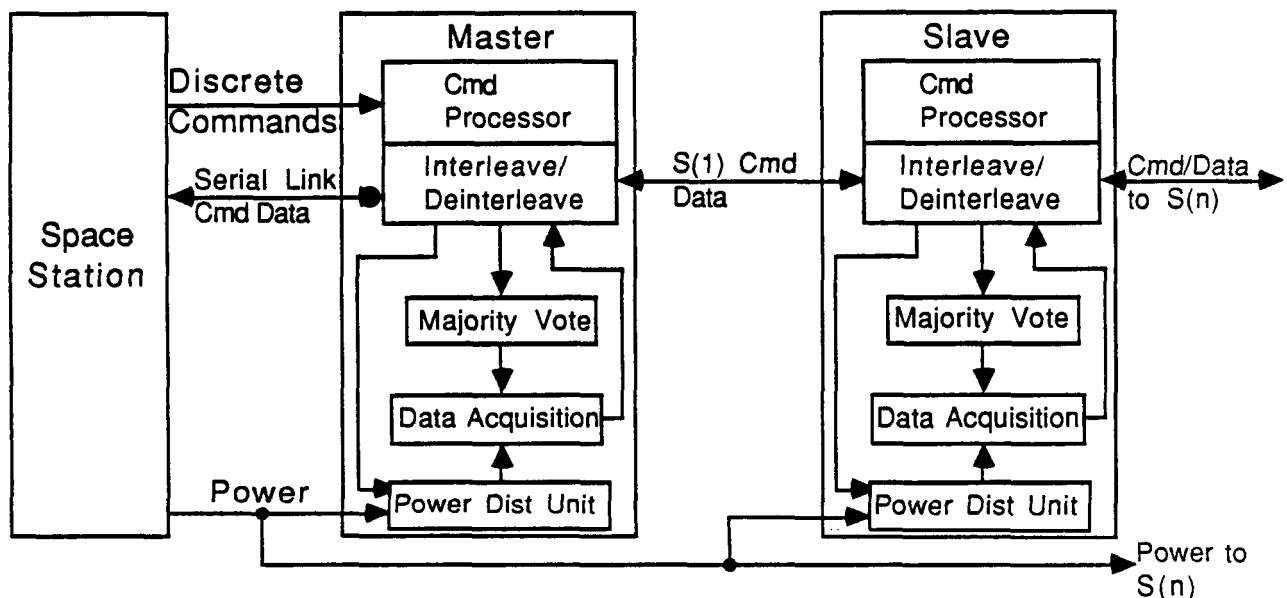 Master
Slave
Discrete
Commands
Cmd
Processor
Cmd
Processor
Serial Link
Cmd Data
Interleave/
Deinterleave
S(1) Cmd
Data
Interleave/
Deinterleave
Cmd/Data
to S(n)
Space
Station
Majority Vote
Majority Vote
Data Acquisition
Data Acquisition
Power
Power Dist Unit
Power Dist Unit
Power to
S(n)